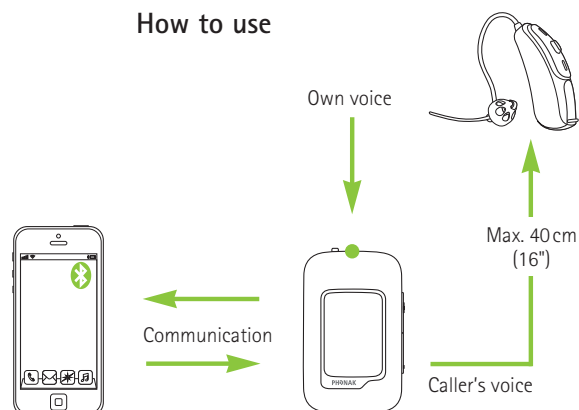 How to use
Own voice
Max. 40 cm
(16")
Communication
PHONAK
Caller's voice